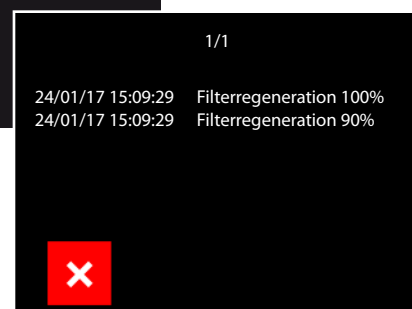 1/1
24/01/17 15:09:29 Filterregeneration 100%
24/01/17 15:09:29 Filterregeneration 90%